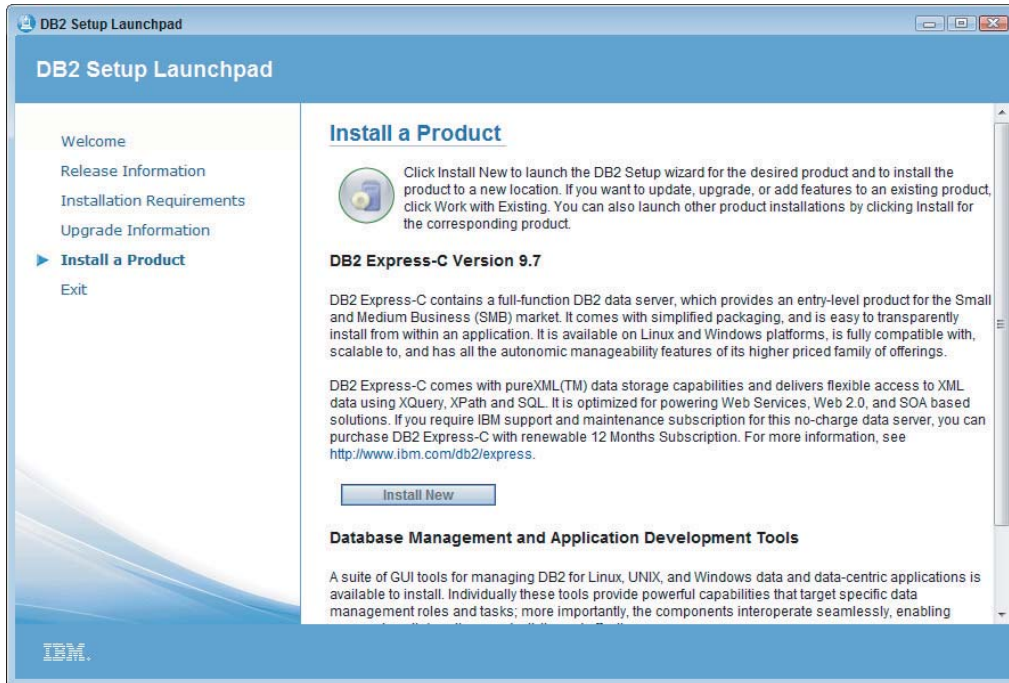 DB2 Setup Launchpad
DB2 Setup Launchpad
Welcome
Release Information
Installation Requirements
Upgrade Information
Install a Product
Exit
Install a Product
Click Install New to launch the DB2 Setup wizard for the desired product and to install the
product to a new location. If you want to update, upgrade, or add features to an existing product,
click Work with Existing. You can also launch other product installations by clicking Install for
the corresponding product.
DB2 Express-C Version 9.7
DB2 Express-C contains a full-function DB2 data server, which provides an entry-level product for the Small
and Medium Business (SMB) market. It comes with simplified packaging, and is easy to transparently
install from within an application. It is available on Linux and Windows platforms, is fully compatible with,
scalable to, and has all the autonomic manageability features of its higher priced family of offerings.
DB2 Express-C comes with pureXML(TM) data storage capabilities and delivers flexible access to XML
data using XQuery, XPath and SQL. It is optimized for powering Web Services, Web 2.0, and SOA based
solutions. If you require IBM support and maintenance subscription for this no-charge data server, you can
purchase DB2 Express-C with renewable 12 Months Subscription. For more information, see
http://www.ibm.com/db2/express.
Install New
Database Management and Application Development Tools
A suite of GUI tools for managing DB2 for Linux, UNIX, and Windows data and data-centric applications is
available to install. Individually these tools provide powerful capabilities that target specific data
management roles and tasks; more importantly, the components interoperate seamlessly, enabling
IBM.